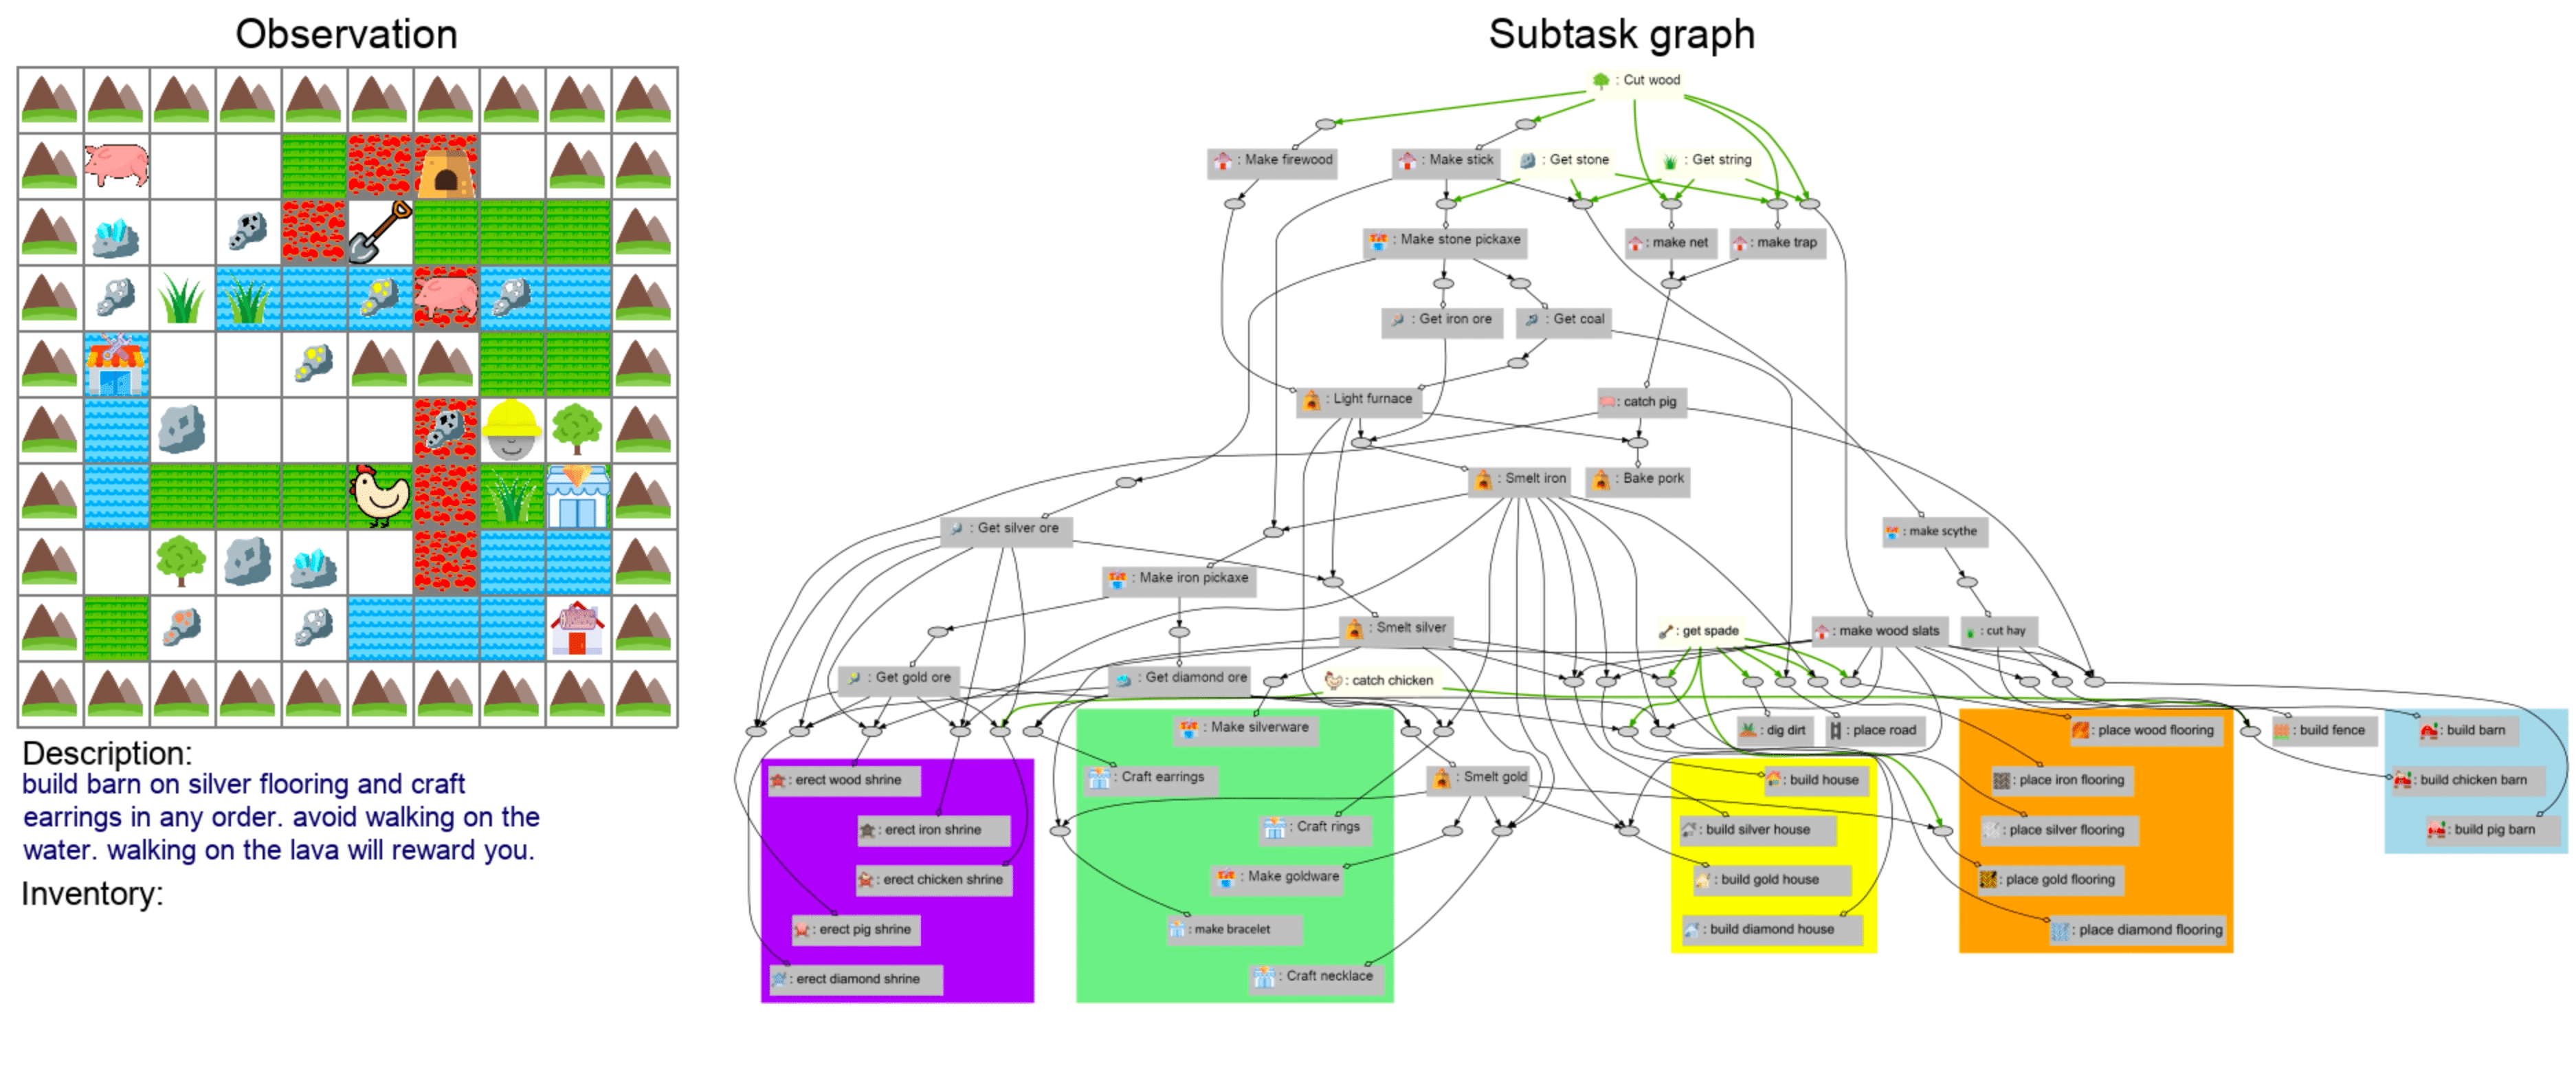 Observation
Subtask graph
: Cut wood
: Make firewood
: Make stick
: Get stone
: Get string
: Make stone pickaxe
: make net
: make trap
: Get iron ore
: Get coal
: Light furnace
: catch pig
: Smelt iron
: Bake pork
: Get silver ore
: make scythe
: Make iron pickaxe
: Smelt silver
: get spade
: make wood slats
: cut hay
: Get gold ore
: Get diamond ore
: catch chicken
: Make silverware
: dig dirt
: place road
: place wood flooring
: build fence
: build barn
: erect wood shrine
: Craft earrings
: Smelt gold
: build house
: place iron flooring
: build chicken barn
: erect iron shrine
: Craft rings
: build silver house
: place silver flooring
: build pig barn
: erect chicken shrine
: Make goldware
: build gold house
: place gold flooring
: erect pig shrine
: make bracelet
: build diamond house
: place diamond flooring
: erect diamond shrine
: Craft necklace
Description:
build barn on silver flooring and craft
earrings in any order. avoid walking on the
water. walking on the lava will reward you.
Inventory: